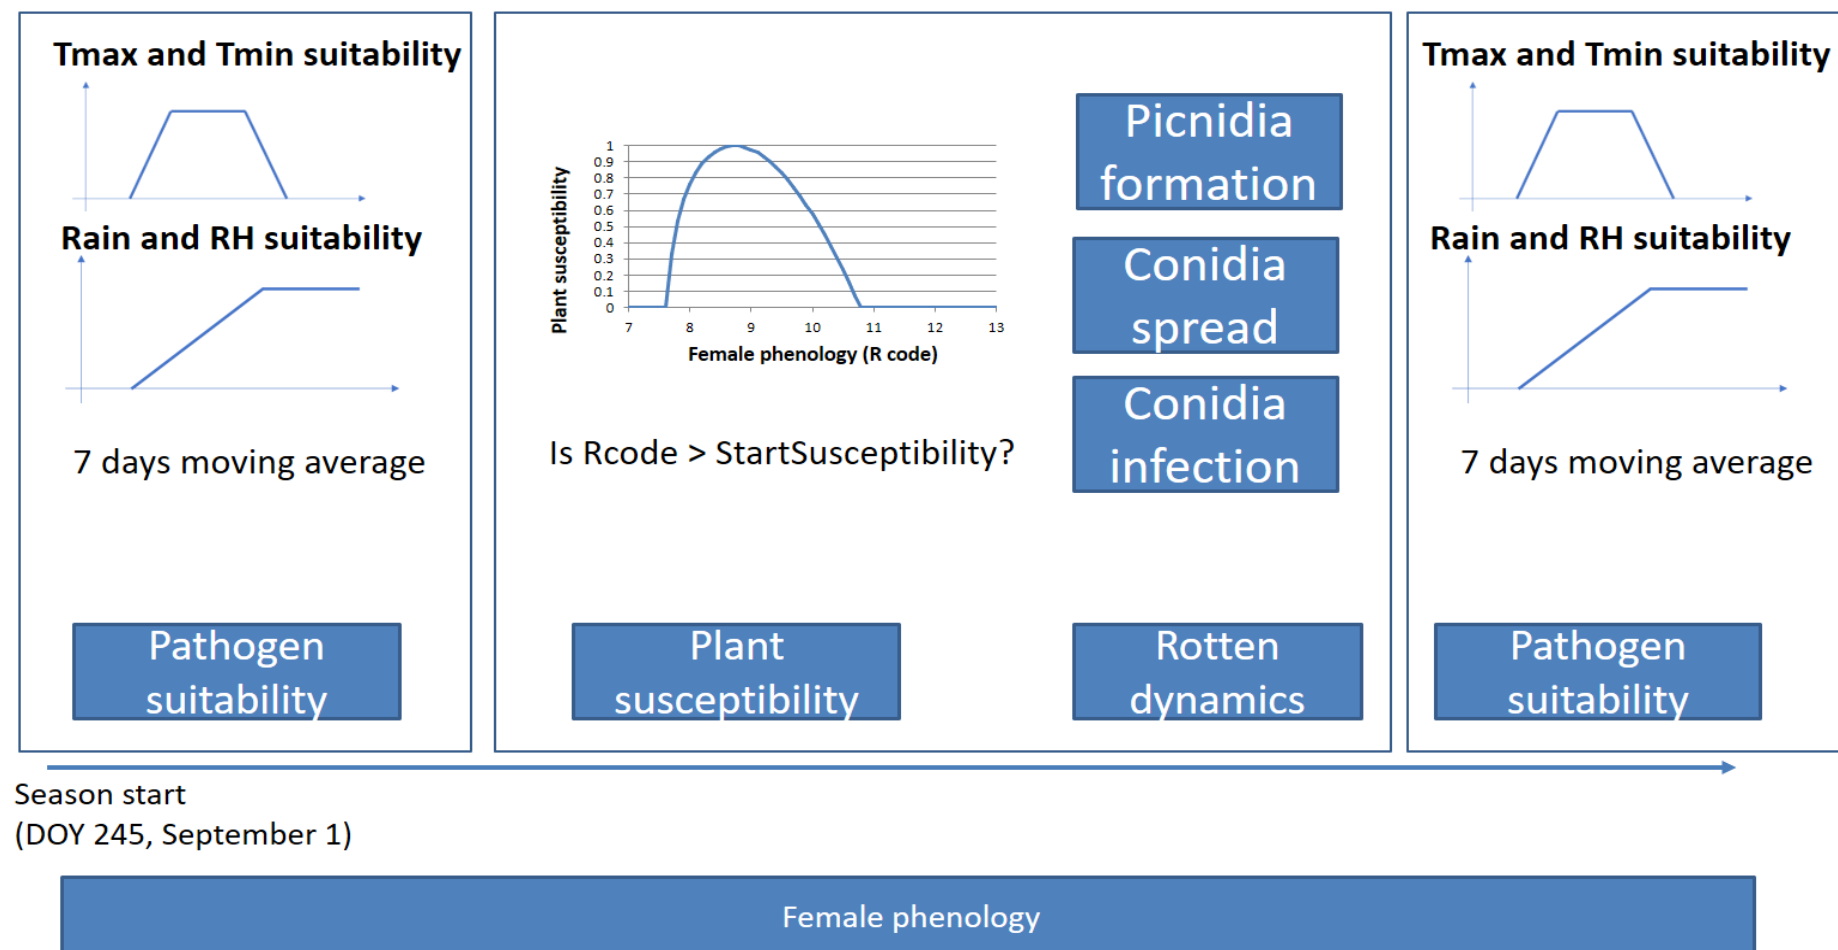 Tmax and Tmin suitability
Rain and RH suitability
7 days moving average
Pathogen
suitability
Plant susceptibility
1
0.9
0.8
0.7
0.6
0.5
0.4
0.3
0.2
0.1
0
7 8 9 10 11 12 13
Female phenology (R code)
Is Rcode > StartSusceptibility?
Plant
susceptibility
Picnidia
formation
Conidia
spread
Conidia
infection
Rotten
dynamics
Tmax and Tmin suitability
Rain and RH suitability
7 days moving average
Pathogen
suitability
Season start
(DOY 245, September 1)
Female phenology